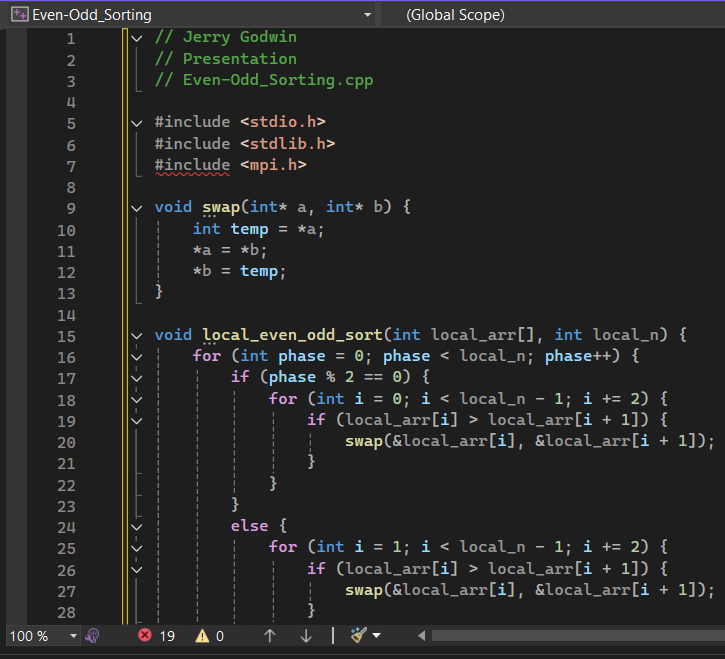 Even-Odd_Sorting (Global Scope)
1 // Jerry Godwin
2 // Presentation
3 // Even-Odd_Sorting.cpp
4
5 #include <stdio.h>
6 #include <stdlib.h>
7 #include <mpi.h>
8
9 void swap(int* a, int* b) {
10 int temp = *a;
11 *a = *b;
12 *b = temp;
13 }
14
15 void local_even_odd_sort(int local_arr[], int local_n) {
16 for (int phase = 0; phase < local_n; phase++) {
17 if (phase % 2 == 0) {
18 for (int i = 0; i < local_n - 1; i += 2) {
19 if (local_arr[i] > local_arr[i + 1]) {
20 swap(&local_arr[i], &local_arr[i + 1]);
21 }
22 }
23 }
24 else {
25 for (int i = 1; i < local_n - 1; i += 2) {
26 if (local_arr[i] > local_arr[i + 1]) {
27 swap(&local_arr[i], &local_arr[i + 1]);
28 }
100 % 19 0